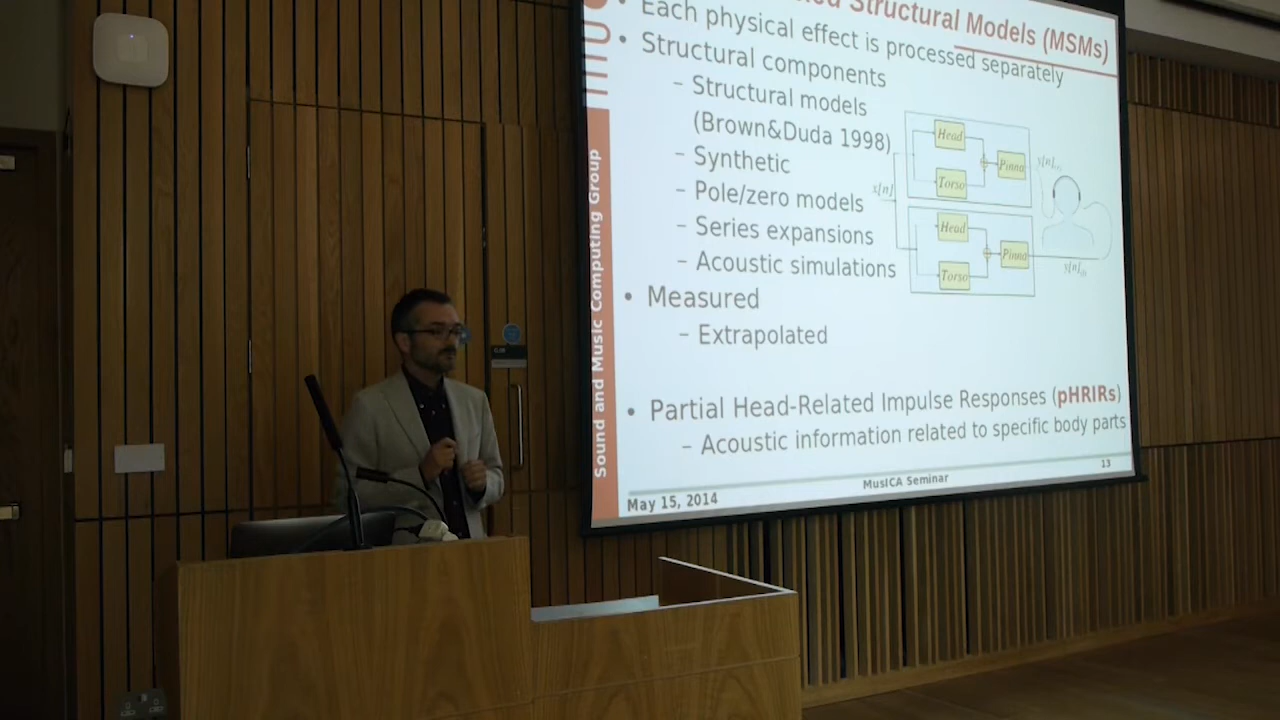 Structural Models (MSMs)
• Each physical effect is processed separately
• Structural components
– Structural models
(Brown&Duda 1998)
– Synthetic
– Pole/zero models
– Series expansions
– Acoustic simulations
• Measured
– Extrapolated
• Partial Head-Related Impulse Responses (pHRIRs)
– Acoustic information related to specific body parts
Head
Torso
Pinna
s[n]
Head
Torso
Pinna
Sound and Music Computing Group
May 15, 2014
MusICA Seminar
13